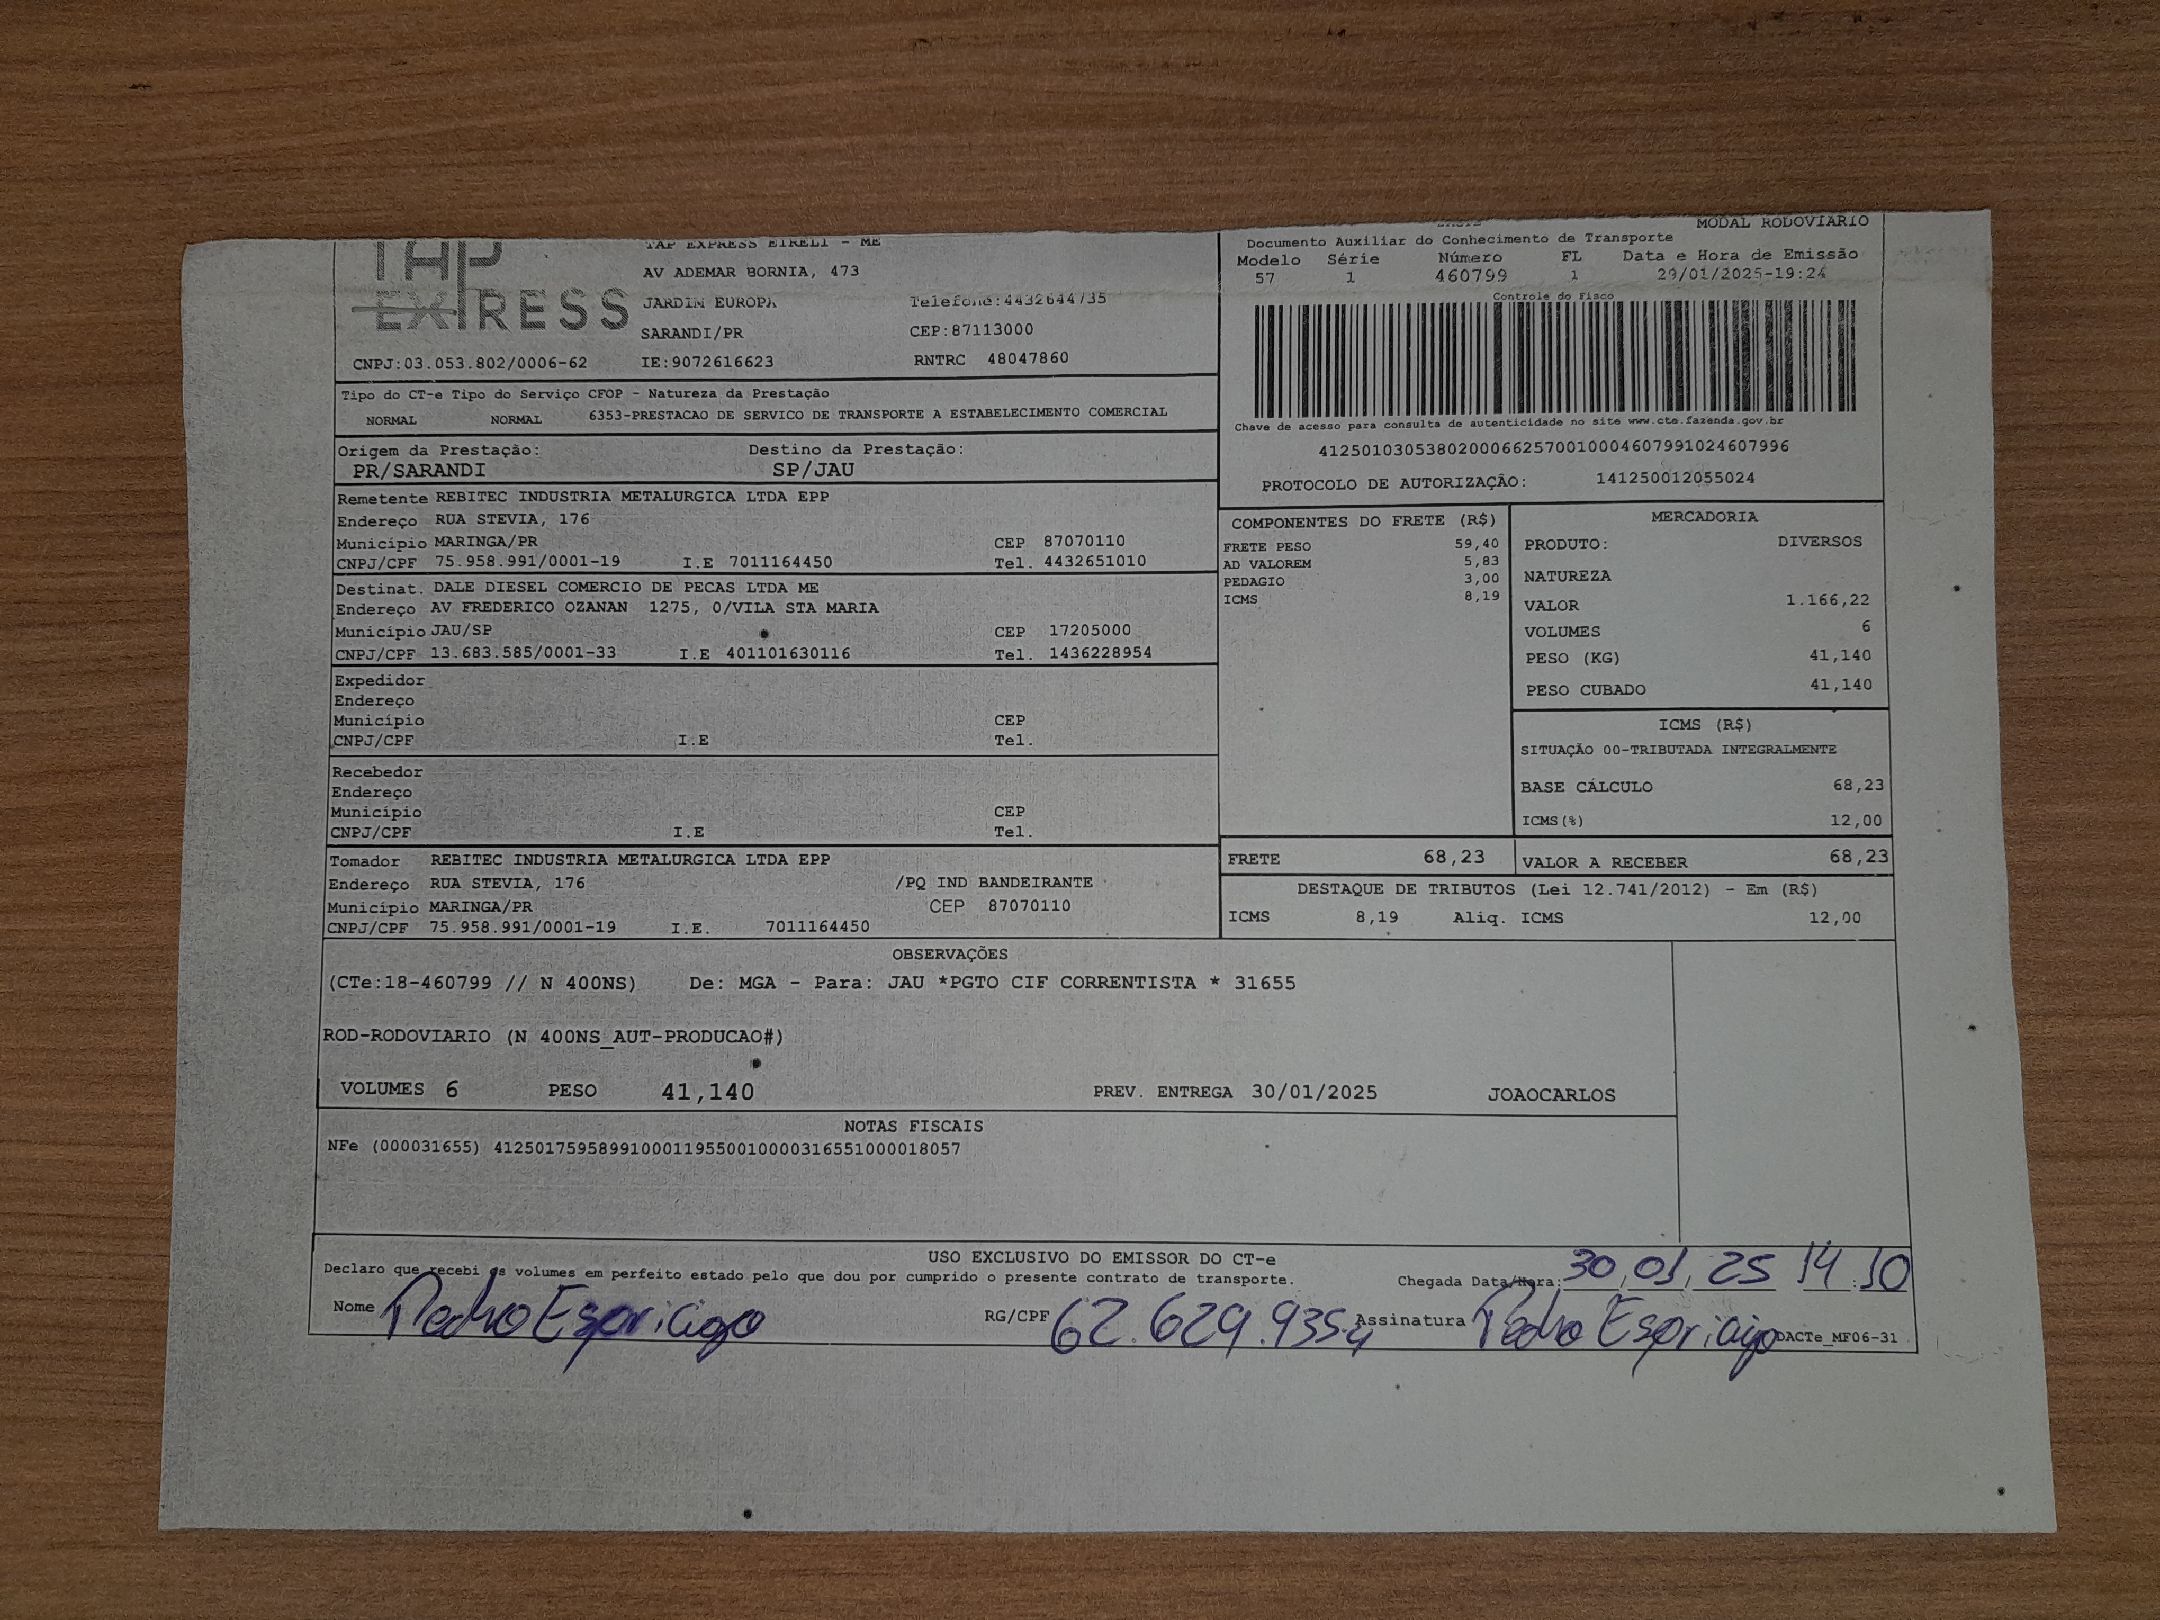 TAP
EXPRESS
TAP EXPRESS EIRELI - ME
AV ADEMAR BORNIA, 473
JARDIN EUROPA Telefone:4432644735
SARANDI/PR CEP:87113000
CNPJ:03.053.802/0006-62 IE:9072616623 RNTRC 48047860
MODAL RODOVIARIO
Documento Auxiliar do Conhecimento de Transporte
Modelo Série Número FL Data e Hora de Emissão
57 1 460799 1 29/01/2025-19:24
Controle do Fisco
Chave de acesso para consulta de autenticidade no site www.cte.fazenda.gov.br
41250103053802000662570010004607991024607996
PROTOCOLO DE AUTORIZAÇÃO: 141250012055024
Tipo do CT-e Tipo do Serviço CFOP - Natureza da Prestação
NORMAL NORMAL 6353-PRESTACAO DE SERVICO DE TRANSPORTE A ESTABELECIMENTO COMERCIAL
Origem da Prestação: Destino da Prestação:
PR/SARANDI SP/JAU
Remetente REBITEC INDUSTRIA METALURGICA LTDA EPP
Endereço RUA STEVIA, 176
Município MARINGA/PR CEP 87070110
CNPJ/CPF 75.958.991/0001-19 I.E 7011164450 Tel. 4432651010
Destinat. DALE DIESEL COMERCIO DE PECAS LTDA ME
Endereço AV FREDERICO OZANAN 1275, 0/VILA STA MARIA
Município JAU/SP CEP 17205000
CNPJ/CPF 13.683.585/0001-33 I.E 401101630116 Tel. 1436228954
Expedidor
Endereço
Município CEP
CNPJ/CPF I.E Tel.
Recebedor
Endereço
Município CEP
CNPJ/CPF I.E Tel.
Tomador REBITEC INDUSTRIA METALURGICA LTDA EPP
Endereço RUA STEVIA, 176 /PQ IND BANDEIRANTE
Município MARINGA/PR CEP 87070110
CNPJ/CPF 75.958.991/0001-19 I.E. 7011164450
COMPONENTES DO FRETE (R$)
FRETE PESO 59,40
AD VALOREM 5,83
PEDAGIO 3,00
ICMS 8,19
MERCADORIA
PRODUTO: DIVERSOS
NATUREZA
VALOR 1.166,22
VOLUMES 6
PESO (KG) 41,140
PESO CUBADO 41,140
ICMS (R$)
SITUAÇÃO 00-TRIBUTADA INTEGRALMENTE
BASE CÁLCULO 68,23
ICMS(%) 12,00
FRETE 68,23 VALOR A RECEBER 68,23
DESTAQUE DE TRIBUTOS (Lei 12.741/2012) - Em (R$)
ICMS 8,19 Aliq. ICMS 12,00
OBSERVAÇÕES
(CTe:18-460799 // N 400NS) De: MGA - Para: JAU *PGTO CIF CORRENTISTA * 31655
ROD-RODOVIARIO (N 400NS_AUT-PRODUCAO#)
VOLUMES 6 PESO 41,140 PREV. ENTREGA 30/01/2025 JOAOCARLOS
NOTAS FISCAIS
NFe (000031655) 41250175958991000119550010000316551000018057
USO EXCLUSIVO DO EMISSOR DO CT-e
Declaro que recebi os volumes em perfeito estado pelo que dou por cumprido o presente contrato de transporte. Chegada Data/Hora: 30/01/25 14:10
Nome Pedro RG/CPF 62.629.935-4 Assinatura Pedro
DACTe_MF06-31